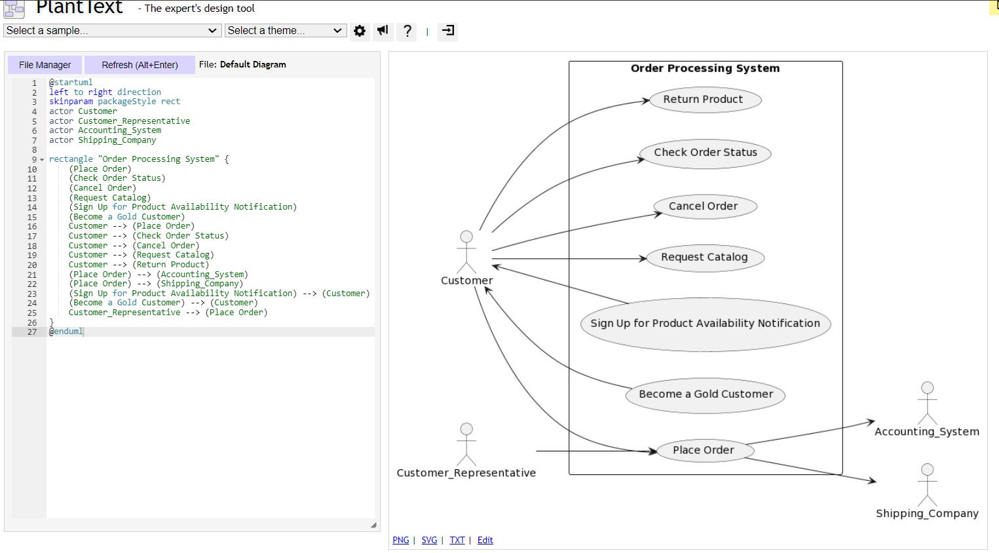 PlantText - The expert's design tool
Select a sample... Select a theme... ? |
File Manager Refresh (Alt+Enter) File: Default Diagram
1 @startuml
2 left to right direction
3 skinparam packageStyle rect
4 actor Customer
5 actor Customer_Representative
6 actor Accounting_System
7 actor Shipping_Company
8
9 rectangle "Order Processing System" {
10 (Place Order)
11 (Check Order Status)
12 (Cancel Order)
13 (Request Catalog)
14 (Sign Up for Product Availability Notification)
15 (Become a Gold Customer)
16 Customer --> (Place Order)
17 Customer --> (Check Order Status)
18 Customer --> (Cancel Order)
19 Customer --> (Request Catalog)
20 Customer --> (Return Product)
21 (Place Order) --> (Accounting_System)
22 (Place Order) --> (Shipping_Company)
23 (Sign Up for Product Availability Notification) --> (Customer)
24 (Become a Gold Customer) --> (Customer)
25 Customer_Representative --> (Place Order)
26 }
27 @enduml
Order Processing System
Return Product
Check Order Status
Cancel Order
Request Catalog
Customer
Sign Up for Product Availability Notification
Become a Gold Customer
Accounting_System
Place Order
Customer_Representative
Shipping_Company
PNG | SVG | TXT | Edit